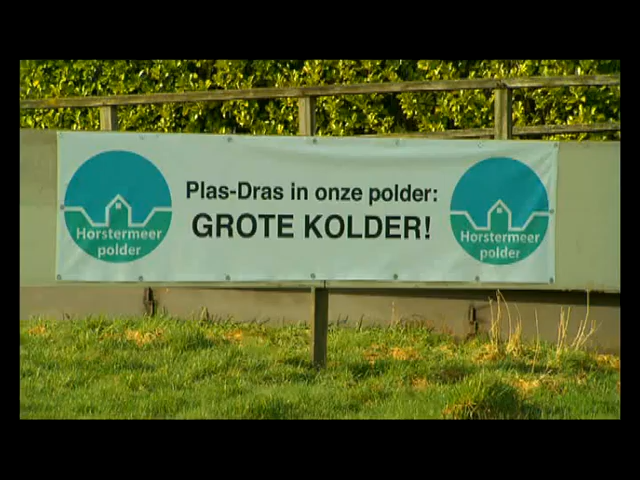 Plas-Dras in onze polder:
GROTE KOLDER!
Horstermeer
polder
Horstermeer
polder